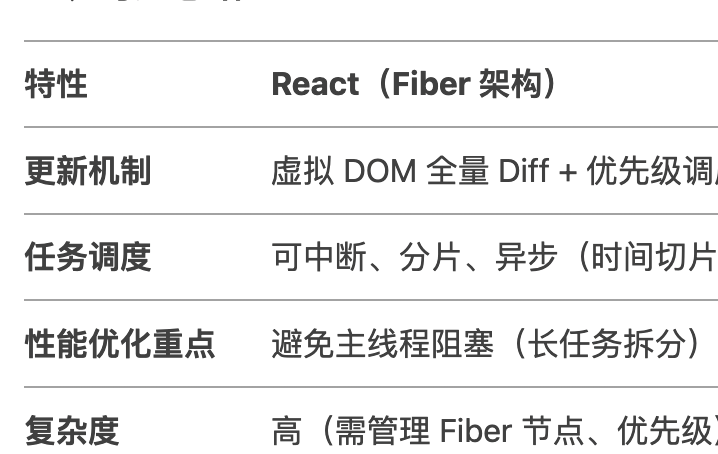 特性 React（Fiber 架构）
更新机制 虚拟 DOM 全量 Diff + 优先级调
任务调度 可中断、分片、异步（时间切片
性能优化重点 避免主线程阻塞（长任务拆分）
复杂度 高（需管理 Fiber 节点、优先级）